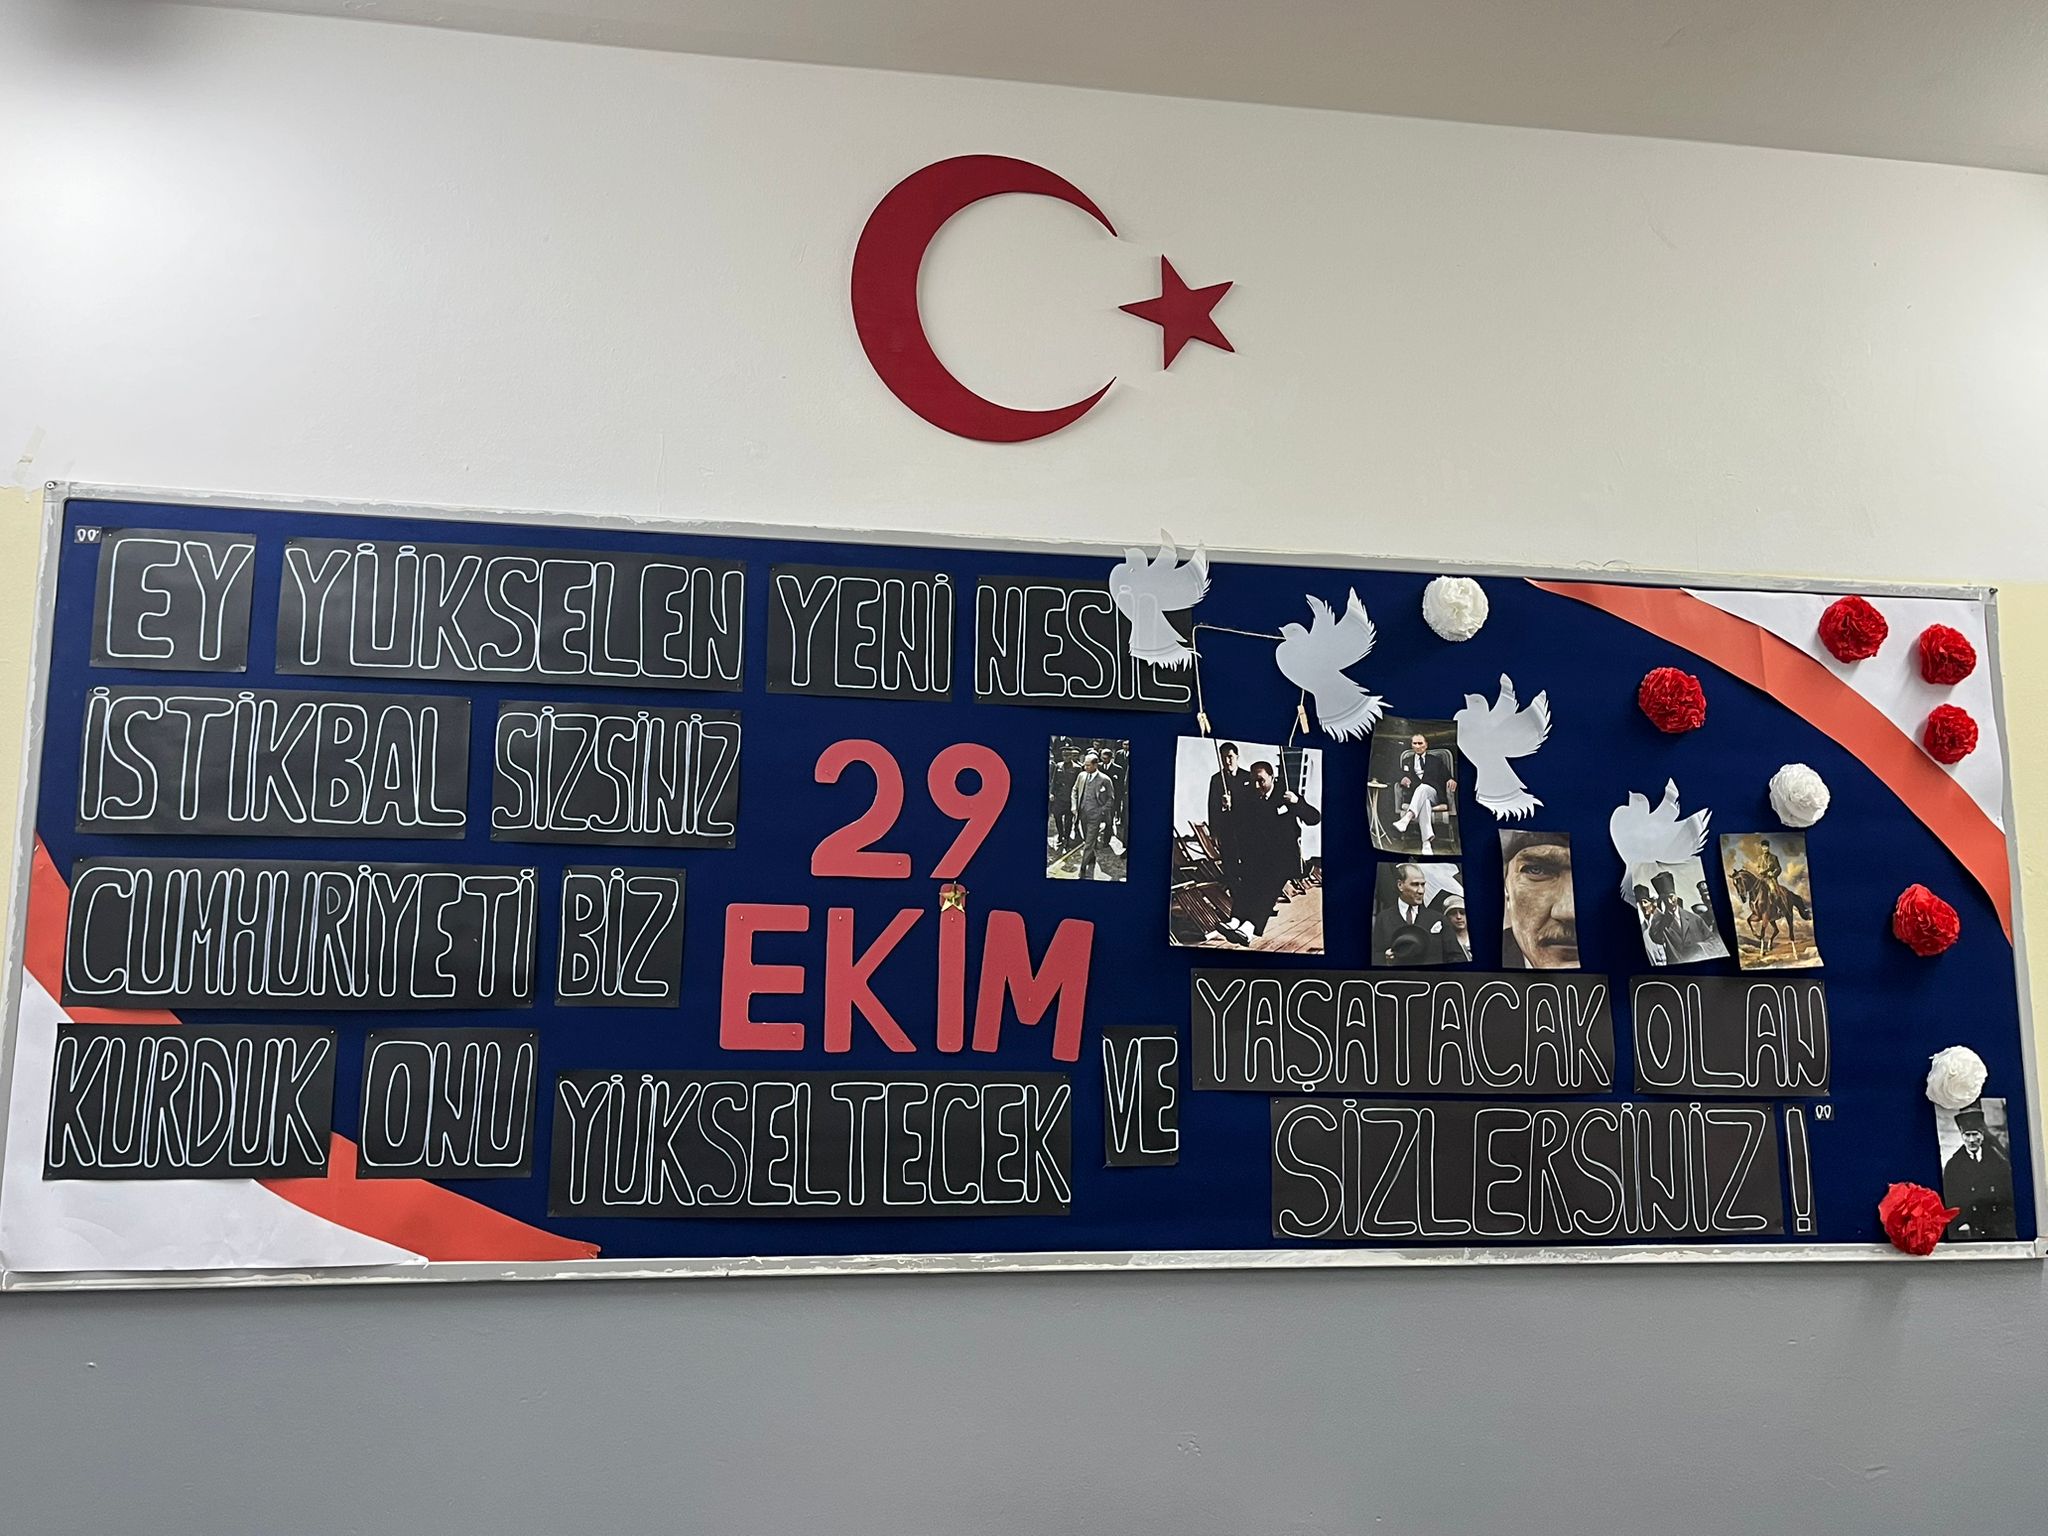 "EY YÜKSELEN YENİ NESİL
İSTİKBAL SİZSİNİZ
CUMHURİYETİ BİZ
KURDUK ONU YÜKSELTECEK VE
YAŞATACAK OLAN
SİZLERSİNİZ!"
29
EKİM